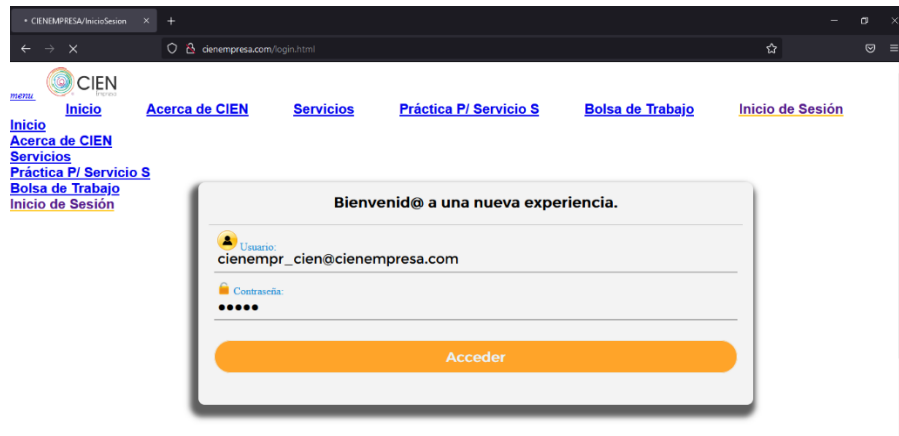 CIENEMPRESA/InicioSesion
cienempresa.com/login.html
CIEN
menu
Inicio Acerca de CIEN Servicios Práctica P/ Servicio S Bolsa de Trabajo Inicio de Sesión
Inicio
Acerca de CIEN
Servicios
Práctica P/ Servicio S
Bolsa de Trabajo
Inicio de Sesión
Bienvenid@ a una nueva experiencia.
Usuario:
cienempr_cien@cienempresa.com
Contraseña:
•••••
Acceder